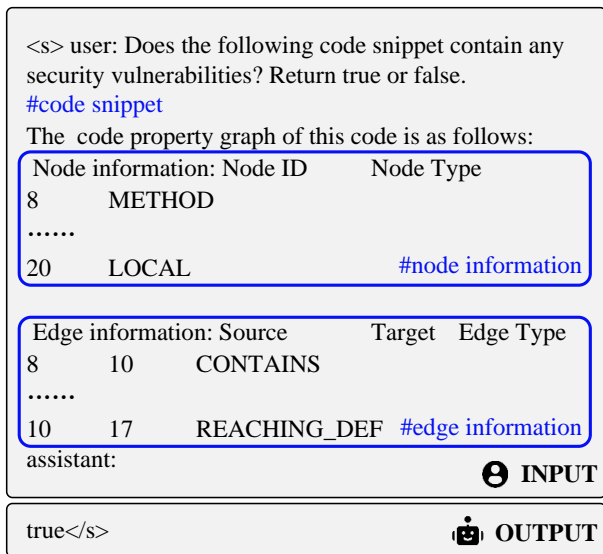 <s> user: Does the following code snippet contain any
security vulnerabilities? Return true or false.
#code snippet
The code property graph of this code is as follows:
Node information: Node ID Node Type
8 METHOD
......
20 LOCAL #node information
Edge information: Source Target Edge Type
8 10 CONTAINS
......
10 17 REACHING_DEF #edge information
assistant:
INPUT
true</s> OUTPUT